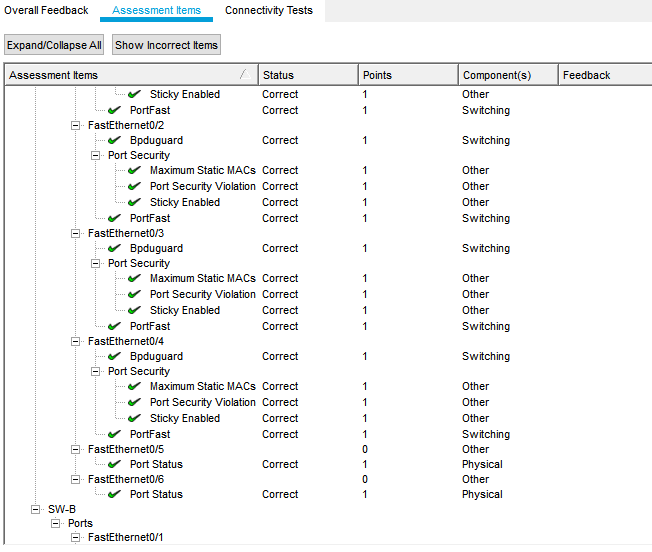 Overall Feedback Assessment Items Connectivity Tests
Expand/Collapse All Show Incorrect Items
Assessment Items Status Points Component(s) Feedback
Sticky Enabled Correct 1 Other
PortFast Correct 1 Switching
FastEthernet0/2
Bpduguard Correct 1 Switching
Port Security
Maximum Static MACs Correct 1 Other
Port Security Violation Correct 1 Other
Sticky Enabled Correct 1 Other
PortFast Correct 1 Switching
FastEthernet0/3
Bpduguard Correct 1 Switching
Port Security
Maximum Static MACs Correct 1 Other
Port Security Violation Correct 1 Other
Sticky Enabled Correct 1 Other
PortFast Correct 1 Switching
FastEthernet0/4
Bpduguard Correct 1 Switching
Port Security
Maximum Static MACs Correct 1 Other
Port Security Violation Correct 1 Other
Sticky Enabled Correct 1 Other
PortFast Correct 1 Switching
FastEthernet0/5 0 Other
Port Status Correct 1 Physical
FastEthernet0/6 0 Other
Port Status Correct 1 Physical
SW-B
Ports
FastEthernet0/1